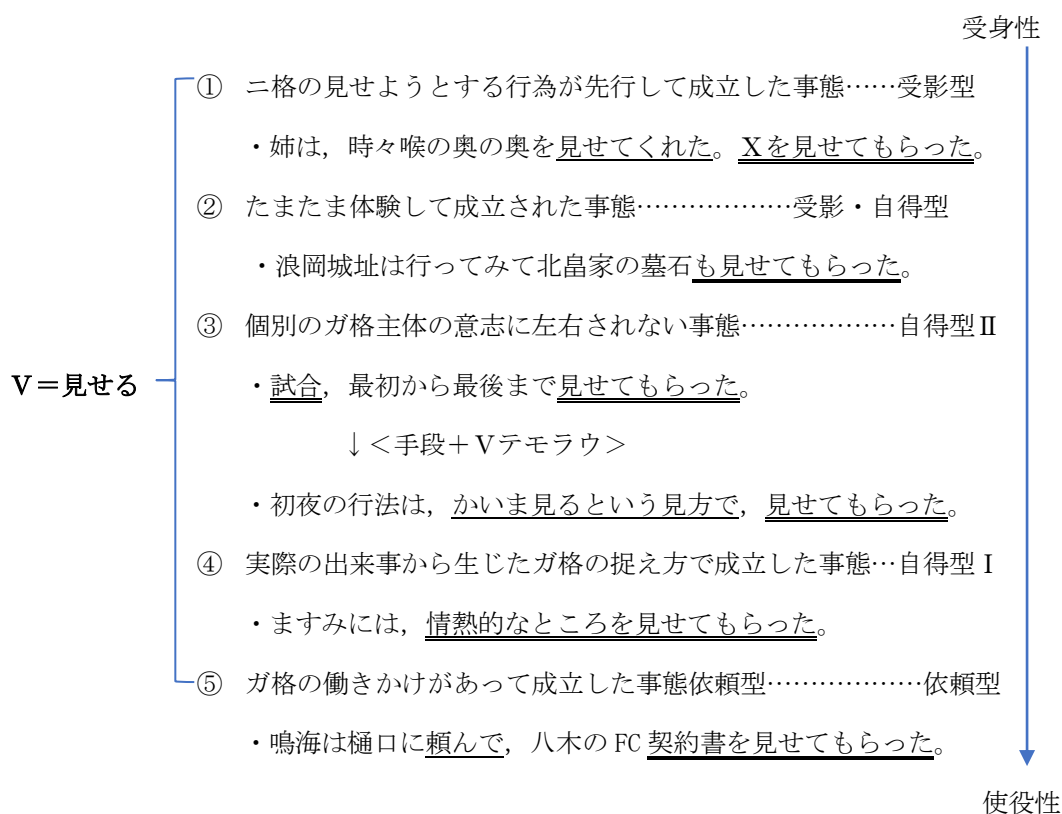 受身性
① ニ格の見せようとする行為が先行して成立した事態……受影型
・姉は，時々喉の奥の奥を見せてくれた。Ｘを見せてもらった。
② たまたま体験して成立された事態………………受影・自得型
・浪岡城址は行ってみて北畠家の墓石も見せてもらった。
③ 個別のガ格主体の意志に左右されない事態………………自得型Ⅱ
Ｖ＝見せる
・試合，最初から最後まで見せてもらった。
↓＜手段＋Ｖテモラウ＞
・初夜の行法は，かいま見るという見方で，見せてもらった。
④ 実際の出来事から生じたガ格の捉え方で成立した事態…自得型Ⅰ
・ますみには，情熱的なところを見せてもらった。
⑤ ガ格の働きかけがあって成立した事態依頼型………………依頼型
・鳴海は樋口に頼んで，八木の FC 契約書を見せてもらった。
使役性